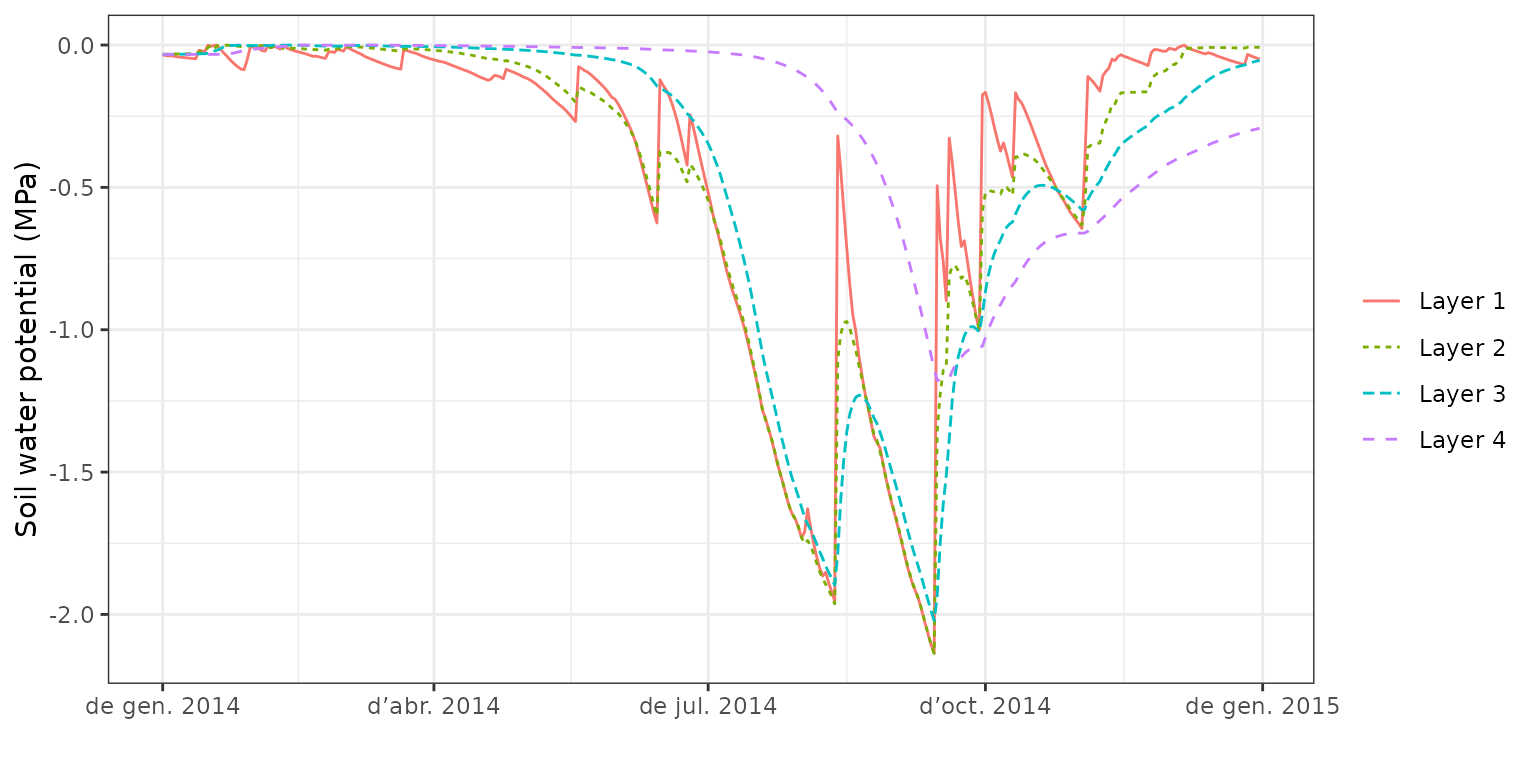 Soil water potential (MPa)
0.0
-0.5
-1.0
-1.5
-2.0
de gen. 2014
d’abr. 2014
de jul. 2014
d’oct. 2014
de gen. 2015
Layer 1
Layer 2
Layer 3
Layer 4